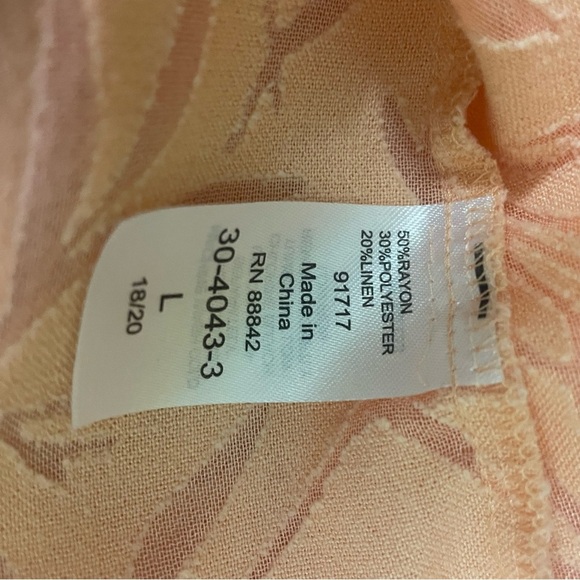 50%RAYON
30%POLYESTER
20%LINEN
91717
Made in
China
RN 88842
30-4043-3
L
18/20